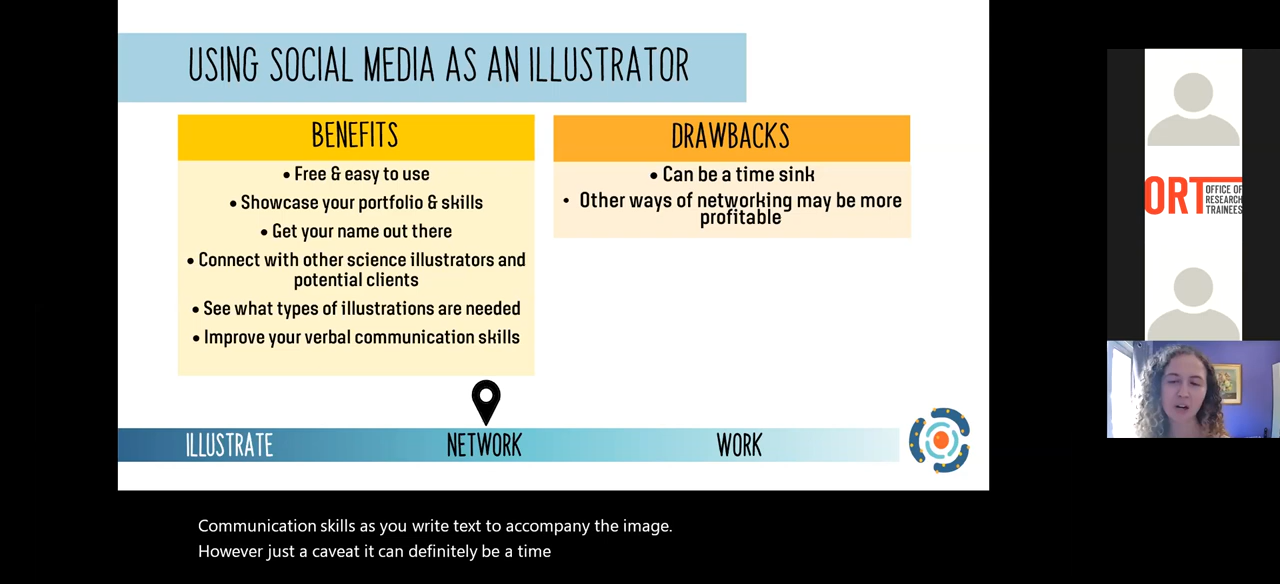 USING SOCIAL MEDIA AS AN ILLUSTRATOR
BENEFITS
• Free & easy to use
• Showcase your portfolio & skills
• Get your name out there
• Connect with other science illustrators and
potential clients
• See what types of illustrations are needed
• Improve your verbal communication skills
DRAWBACKS
• Can be a time sink
• Other ways of networking may be more
profitable
ILLUSTRATE
NETWORK
WORK
ORT
OFFICE OF
RESEARCH
TRAINEES
Communication skills as you write text to accompany the image.
However just a caveat it can definitely be a time